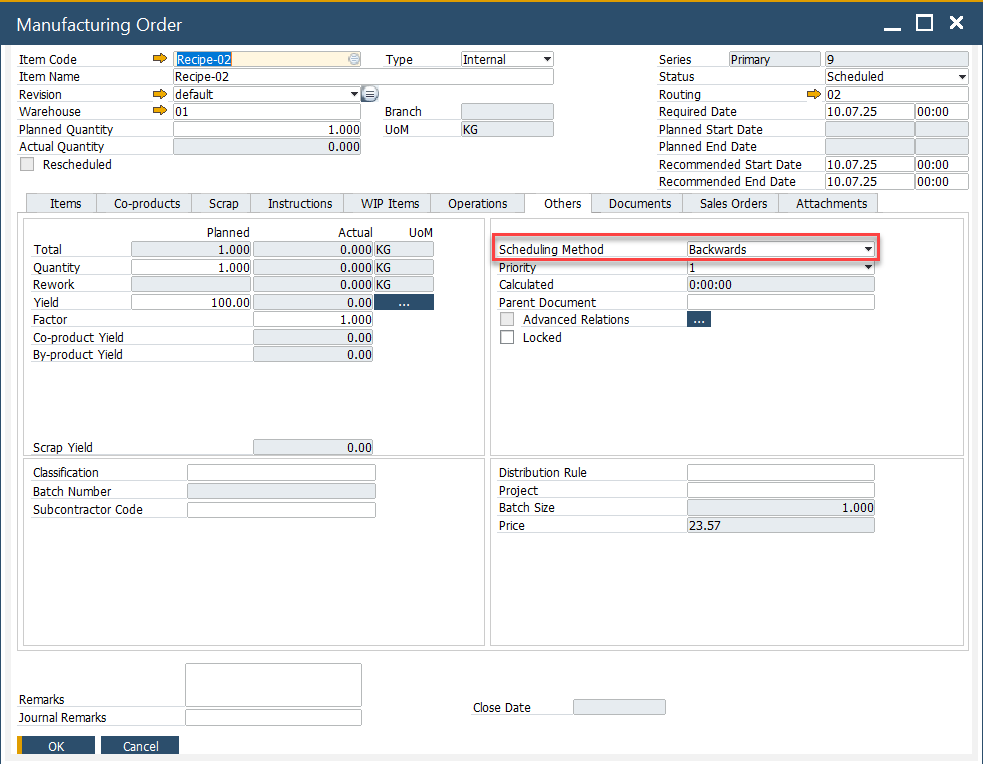 Manufacturing Order
Item Code Recipe-02 Type Internal Series Primary 9
Item Name Recipe-02 Status Scheduled
Revision default Routing 02
Warehouse 01 Branch Required Date 10.07.25 00:00
Planned Quantity 1.000 UoM KG Planned Start Date
Actual Quantity 0.000 Planned End Date
Rescheduled Recommended Start Date 10.07.25 00:00
Recommended End Date 10.07.25 00:00
Items Co-products Scrap Instructions WIP Items Operations Others Documents Sales Orders Attachments
Planned Actual UoM
Total 1.000 0.000 KG Scheduling Method Backwards
Quantity 1.000 0.000 KG Priority 1
Rework 0.000 KG Calculated 0:00:00
Yield 100.00 0.00 ... Parent Document
Factor 1.000 Advanced Relations ...
Co-product Yield 0.00 Locked
By-product Yield 0.00
Scrap Yield 0.00
Classification Distribution Rule
Batch Number Project
Subcontractor Code Batch Size 1.000
Price 23.57
Remarks
Close Date
Journal Remarks
OK Cancel